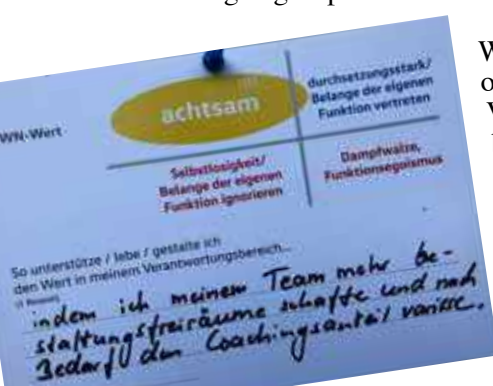 achtsam
durchsetzungsstark/
Belange der eigenen
Funktion vertreten
WN-Wert
Selbstlosigkeit/
Belange der eigenen
Funktion ignorieren
Dampfwalze,
Funktionsegoismus
So unterstütze / lebe / gestalte ich
den Wert in meinem Verantwortungsbereich...
indem ich meinem Team mehr be-
staltungsfreiräume schaffe und nach
Bedarf den Coachingsanteil variiere.